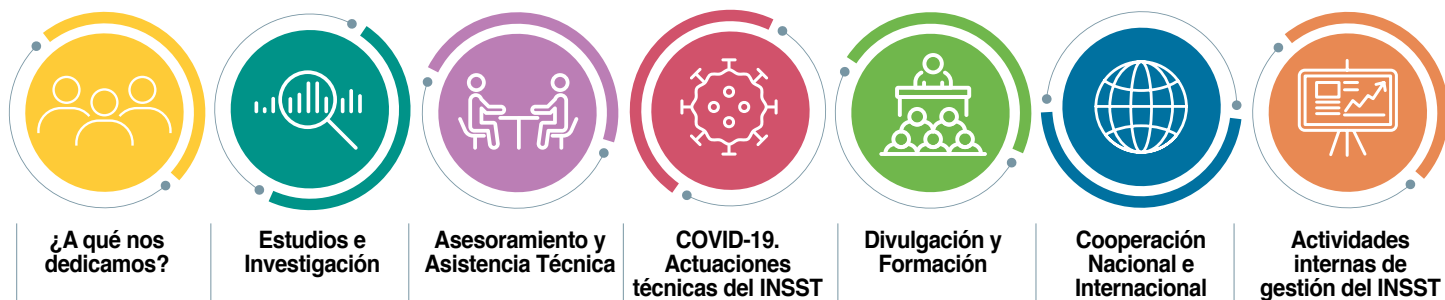 ¿A qué nos
dedicamos?
Estudios e
Investigación
Asesoramiento y
Asistencia Técnica
COVID-19.
Actuaciones
técnicas del INSST
Divulgación y
Formación
Cooperación
Nacional e
Internacional
Actividades
internas de
gestión del INSST